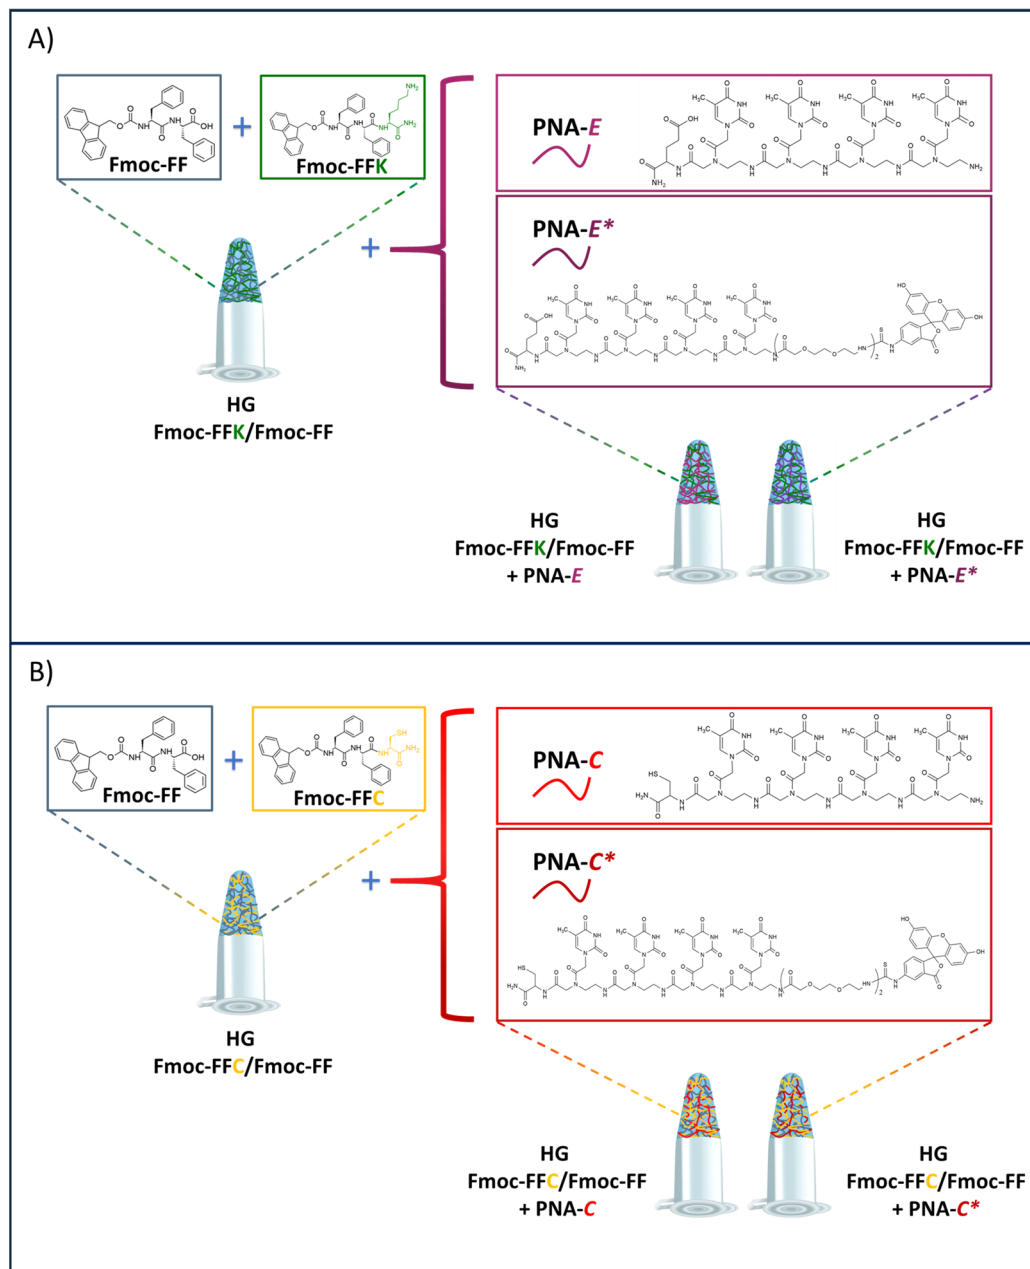 A)
Fmoc-FF
+
Fmoc-FFK
+
PNA-E
PNA-E*
HG
Fmoc-FFK/Fmoc-FF
HG
Fmoc-FFK/Fmoc-FF
+ PNA-E
HG
Fmoc-FFK/Fmoc-FF
+ PNA-E*
B)
Fmoc-FF
+
Fmoc-FFC
+
PNA-C
PNA-C*
HG
Fmoc-FFC/Fmoc-FF
HG
Fmoc-FFC/Fmoc-FF
+ PNA-C
HG
Fmoc-FFC/Fmoc-FF
+ PNA-C*